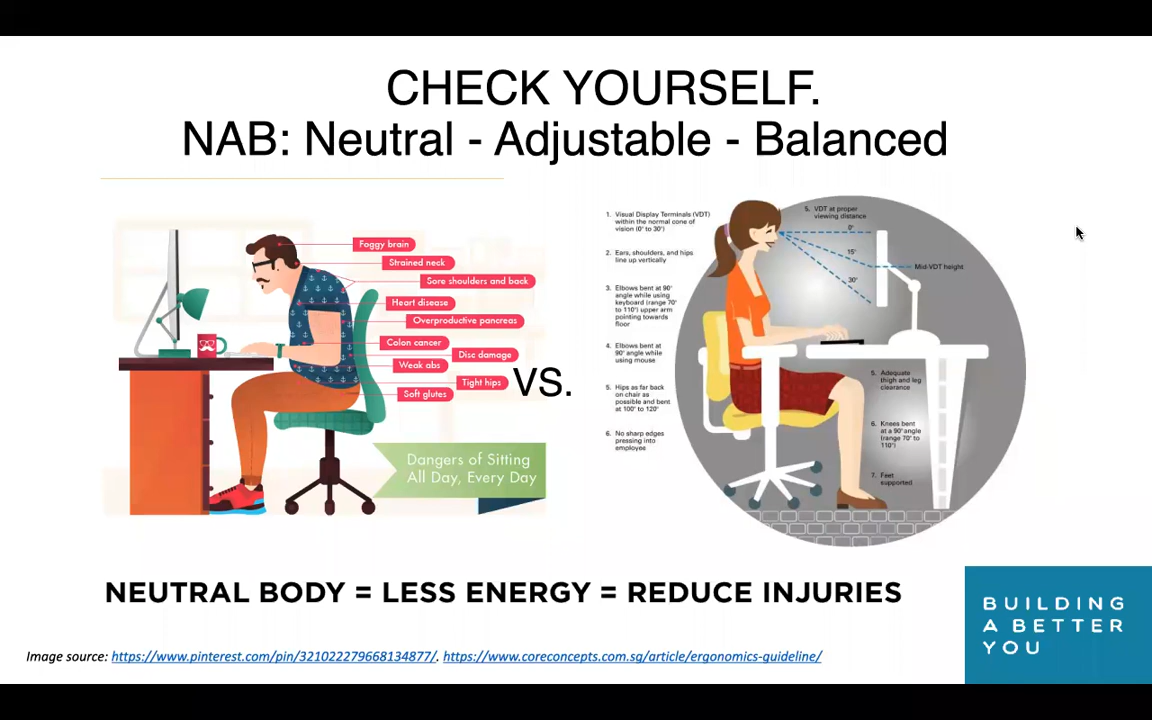 CHECK YOURSELF.
NAB: Neutral - Adjustable - Balanced
Foggy brain
Strained neck
Sore shoulders and back
Heart disease
Overproductive pancreas
Colon cancer
Disc damage
Weak abs
Tight hips
Soft glutes
Dangers of Sitting
All Day, Every Day
VS.
1. Visual Display Terminals (VDT)
within the normal cone of
vision (0° to 30°)
2. Ears, shoulders, and hips
line up vertically
3. Elbows bent at 90°
angle while using
keyboard (range 70°
to 110°) upper arm
pointing towards
floor
4. Elbows bent at
90° angle while
using mouse
5. Hips as far back
on chair as
possible and bent
at 100° to 120°
6. No sharp edges
pressing into
employee
5. VDT at proper
viewing distance
0°
15°
30°
Mid-VDT height
5. Adequate
thigh and leg
clearance
6. Knees bent
at a 90° angle
(range 70° to
110°)
7. Feet
supported
NEUTRAL BODY = LESS ENERGY = REDUCE INJURIES
Image source: https://www.pinterest.com/pin/321022279668134877/. https://www.coreconcepts.com.sg/article/ergonomics-guideline/
BUILDING
A BETTER
YOU